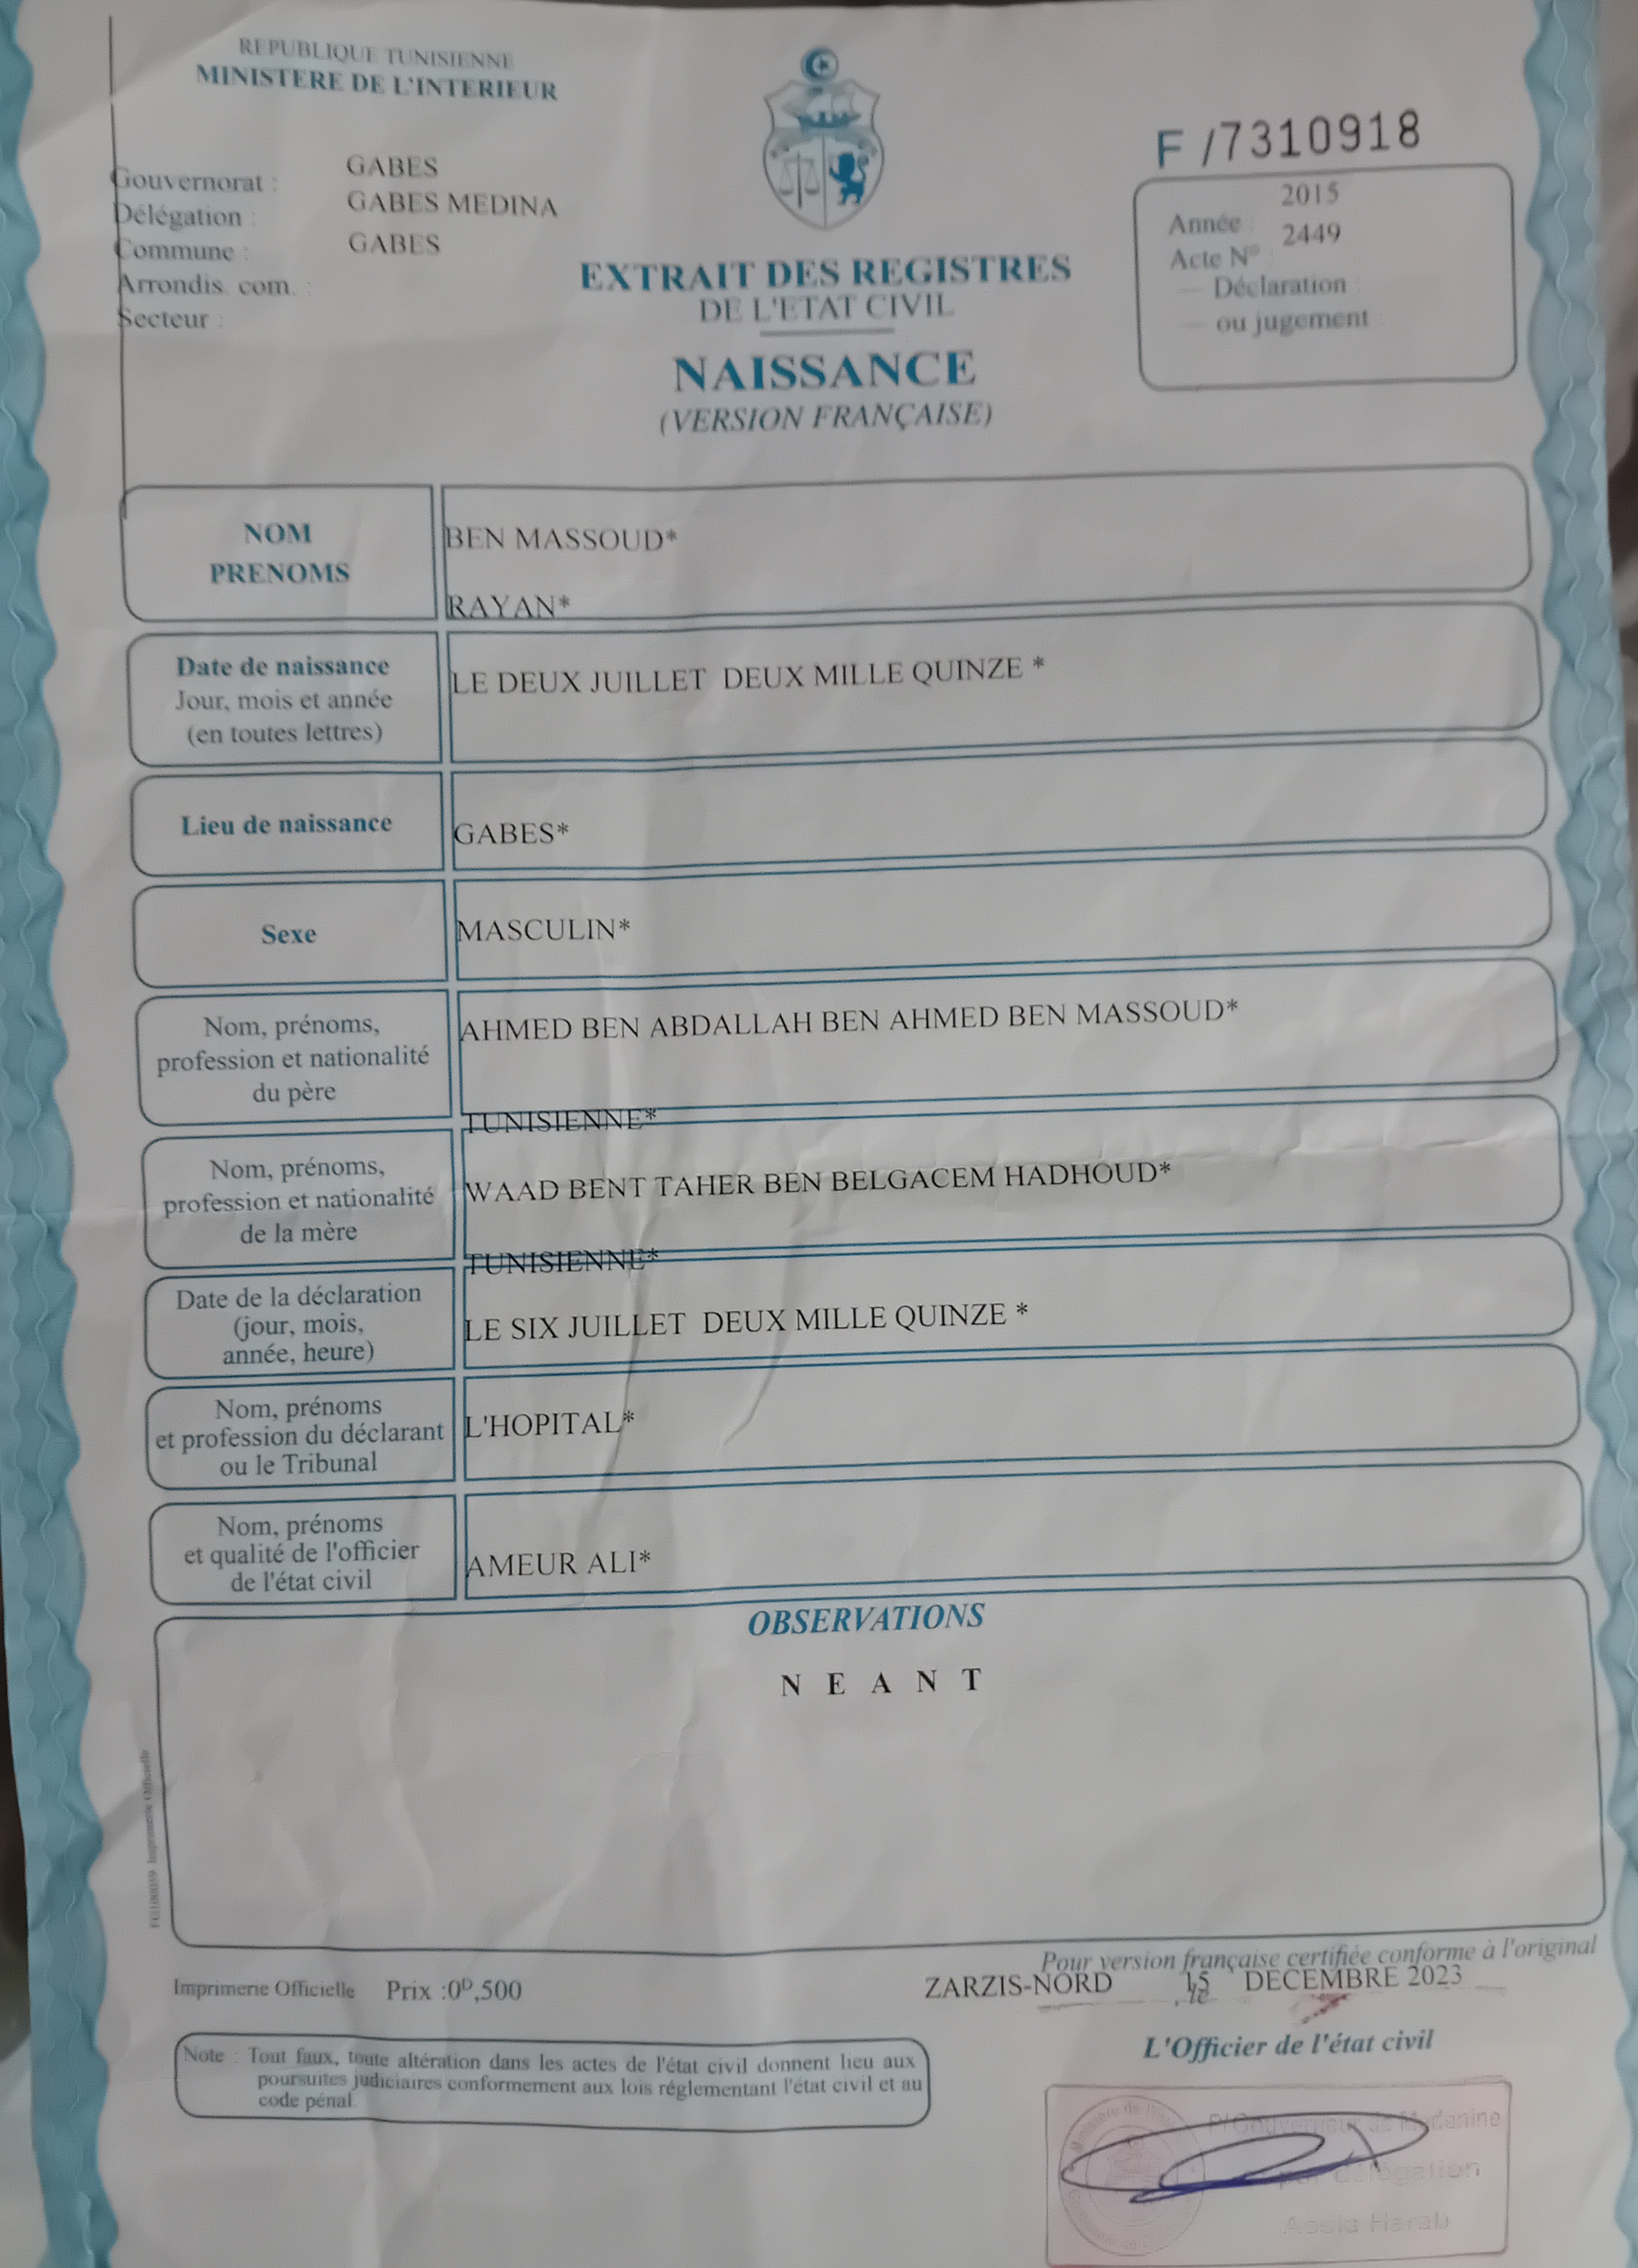 REPUBLIQUE TUNISIENNE
MINISTERE DE L'INTERIEUR
Gouvernorat : GABES
Délégation : GABES MEDINA
Commune : GABES
Arrondis. com. :
Secteur :
F /7310918
Année : 2015
Acte N° 2449
— Déclaration :
— ou jugement :
EXTRAIT DES REGISTRES
DE L'ETAT CIVIL
NAISSANCE
(VERSION FRANÇAISE)
NOM
PRENOMS
BEN MASSOUD*
RAYAN*
Date de naissance
Jour, mois et année
(en toutes lettres)
LE DEUX JUILLET DEUX MILLE QUINZE *
Lieu de naissance
GABES*
Sexe
MASCULIN*
Nom, prénoms,
profession et nationalité
du père
AHMED BEN ABDALLAH BEN AHMED BEN MASSOUD*
TUNISIENNE*
Nom, prénoms,
profession et nationalité
de la mère
WAAD BENT TAHER BEN BELGACEM HADHOUD*
TUNISIENNE*
Date de la déclaration
(jour, mois,
année, heure)
LE SIX JUILLET DEUX MILLE QUINZE *
Nom, prénoms
et profession du déclarant
ou le Tribunal
L'HOPITAL*
Nom, prénoms
et qualité de l'officier
de l'état civil
AMEUR ALI*
OBSERVATIONS
N E A N T
Imprimerie Officielle
Pour version française certifiée conforme à l'original
ZARZIS-NORD le 15 DECEMBRE 2023
Imprimerie Officielle Prix :0ᴰ,500
L'Officier de l'état civil
Note : Tout faux, toute altération dans les actes de l'état civil donnent lieu aux
poursuites judiciaires conformement aux lois réglementant l'état civil et au
code pénal.
P/Gouverneur de Medenine
par délégation
Assia Harab